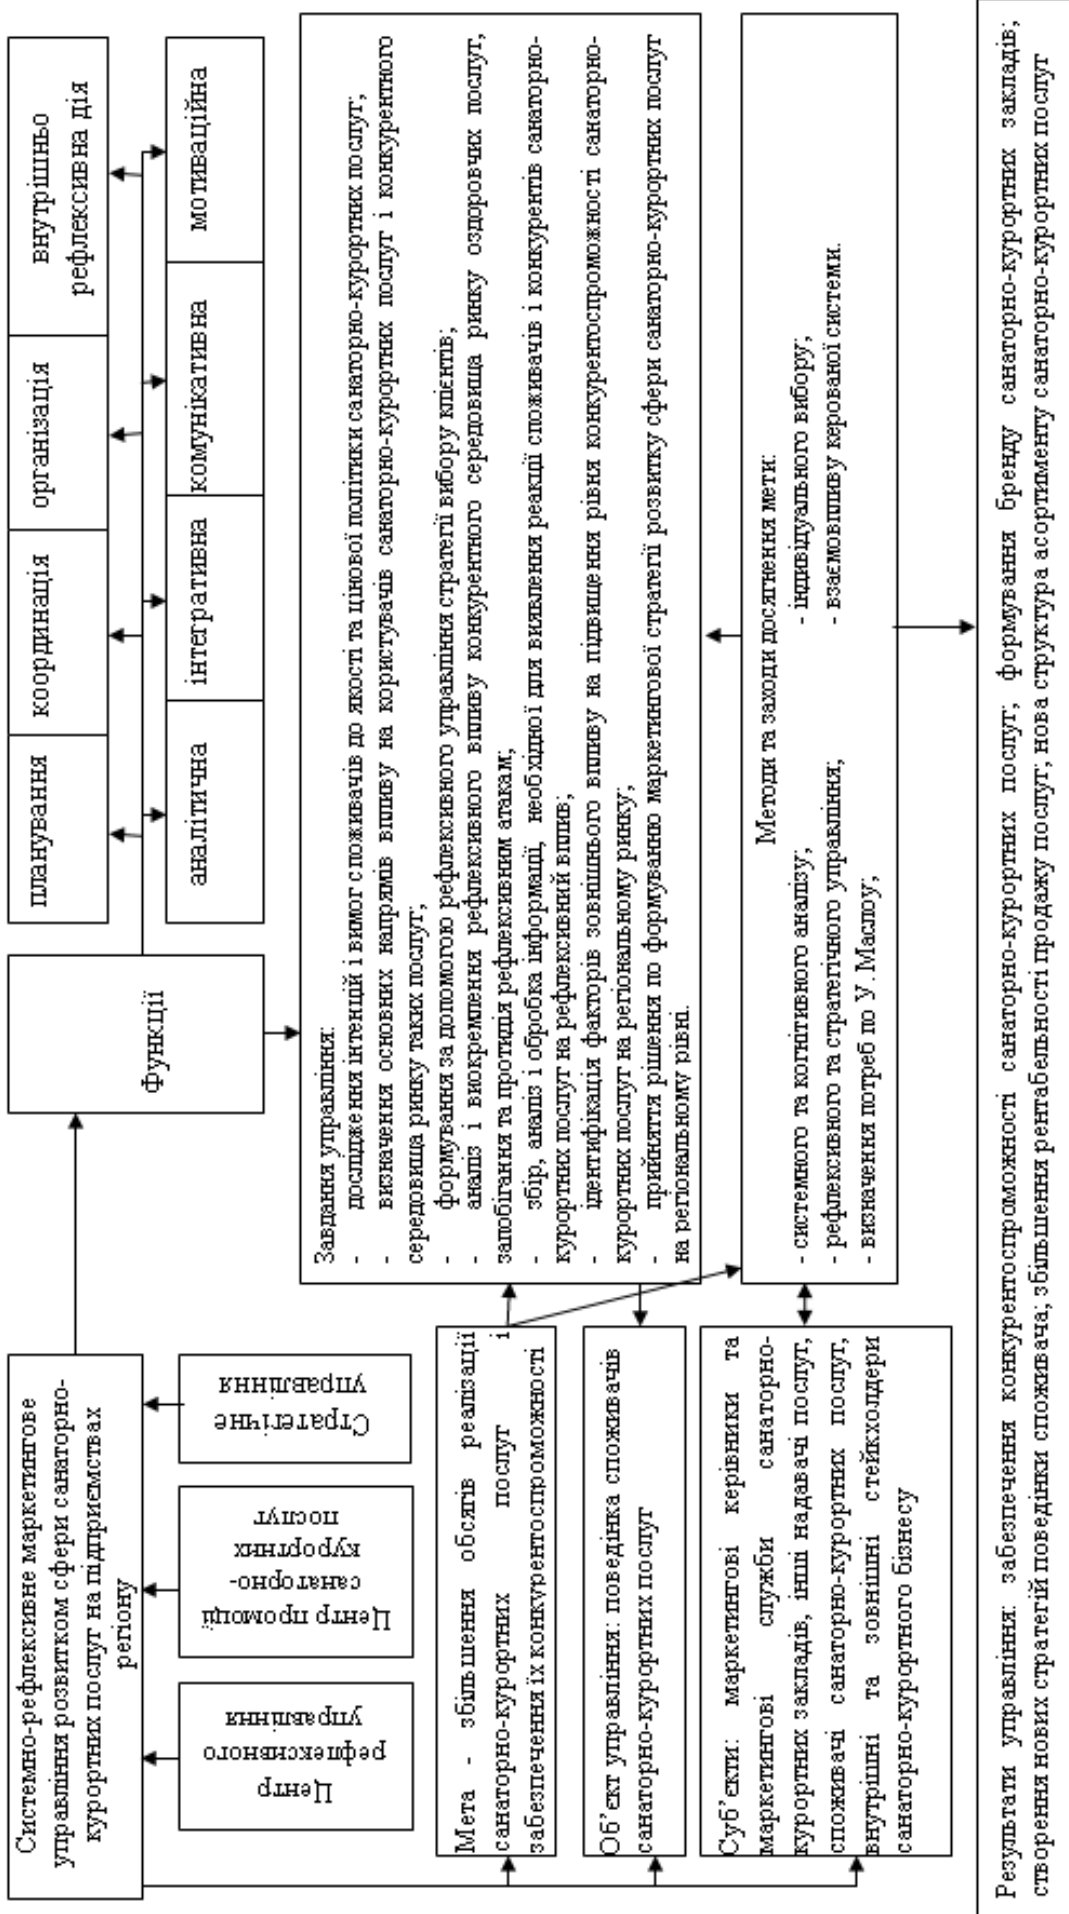 Системно-рефлексивне маркетингове
управління розвитком сфери санаторно-
курортних послуг на підприємствах
регіону
Функції
планування
координація
організація
внутрішньо
рефлексивна дія
аналітична
інтегративна
комунікативна
мотиваційна
Центр
рефлексивного
управління
Центр промоції
санаторно-
курортних
послуг
Стратегічне
управління
Мета - збільшення обсягів реалізації
санаторно-курортних послуг і
забезпечення їх конкурентоспроможності
Об’єкт управління: поведінка споживачів
санаторно-курортних послуг
Суб’єкти: маркетингові керівники та
маркетингові служби санаторно-
курортних закладів, інші надавачі послуг,
споживачі санаторно-курортних послуг,
внутрішні та зовнішні стейкхолдери
санаторно-курортного бізнесу
Завдання управління:
- дослідження інтенцій і вимог споживачів до якості та цінової політики санаторно-курортних послуг;
- визначення основних напрямів впливу на користувачів санаторно-курортних послуг і конкурентного
середовища ринку таких послуг;
- формування за допомогою рефлексивного управління стратегії вибору клієнтів;
- аналіз і виокремлення рефлексивного впливу конкурентного середовища ринку оздоровчих послуг,
запобігання та протидія рефлексивним атакам;
- збір, аналіз і обробка інформації, необхідної для виявлення реакції споживачів і конкурентів санаторно-
курортних послуг на рефлексивний вплив;
- ідентифікація факторів зовнішнього впливу на підвищення рівня конкурентоспроможності санаторно-
курортних послуг на регіональному ринку;
- прийняття рішення по формуванню маркетингової стратегії розвитку сфери санаторно-курортних послуг
на регіональному рівні.
Методи та заходи досягнення мети:
- системного та когнітивного аналізу; - індивідуального вибору;
- рефлексивного та стратегічного управління; - взаємовпливу керованої системи.
- визначення потреб по У. Маслоу;
Результати управління: забезпечення конкурентоспроможності санаторно-курортних послуг; формування бренду санаторно-курортних закладів;
створення нових стратегій поведінки споживача; збільшення рентабельності продажу послуг; нова структура асортименту санаторно-курортних послуг